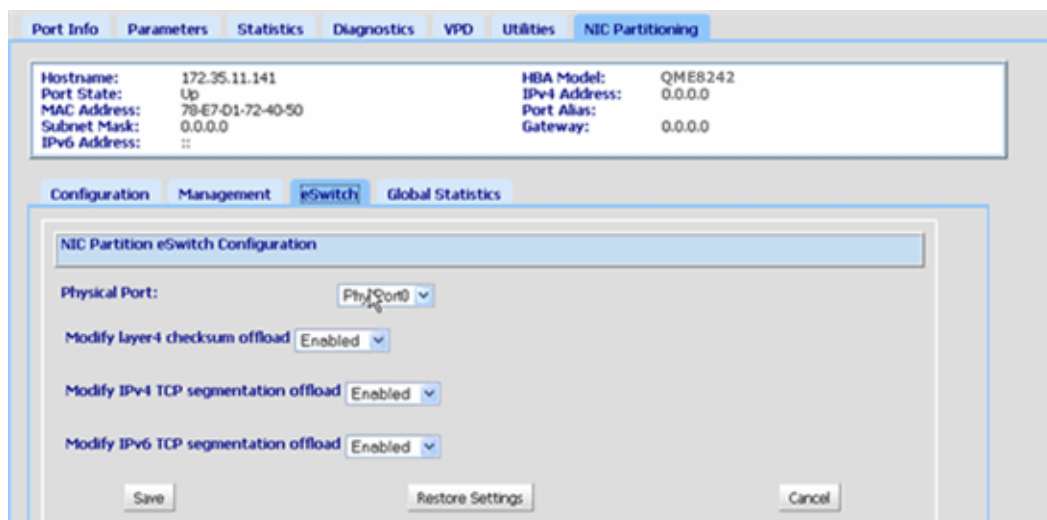 Port Info Parameters Statistics Diagnostics VPD Utilities NIC Partitioning
Hostname: 172.35.11.141 HBA Model: QME8242
Port State: Up IPv4 Address: 0.0.0.0
MAC Address: 78-E7-D1-72-40-50 Port Alias:
Subnet Mask: 0.0.0.0 Gateway: 0.0.0.0
IPv6 Address: ::
Configuration Management eSwitch Global Statistics
NIC Partition eSwitch Configuration
Physical Port: PhyPort0
Modify layer4 checksum offload Enabled
Modify IPv4 TCP segmentation offload Enabled
Modify IPv6 TCP segmentation offload Enabled
Save Restore Settings Cancel